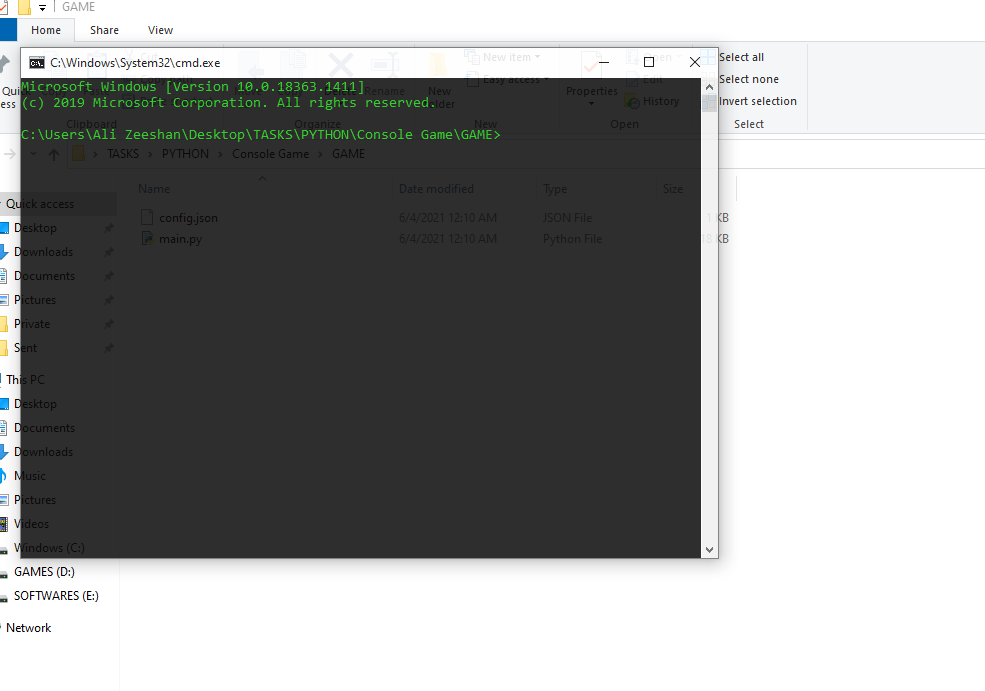 GAME
Home Share View
C:\Windows\System32\cmd.exe
Microsoft Windows [Version 10.0.18363.1411]
(c) 2019 Microsoft Corporation. All rights reserved.
C:\Users\Ali Zeeshan\Desktop\TASKS\PYTHON\Console Game\GAME>
New item
Easy access
New
Properties
Open
Edit
History
Select all
Select none
Invert selection
Clipboard
Organize
New
Open
Select
TASKS > PYTHON > Console Game > GAME
Name Date modified Type Size
config.json 6/4/2021 12:10 AM JSON File 1 KB
main.py 6/4/2021 12:10 AM Python File 18 KB
Quick access
Desktop
Downloads
Documents
Pictures
Private
Sent
This PC
Desktop
Documents
Downloads
Music
Pictures
Videos
Windows (C:)
GAMES (D:)
SOFTWARES (E:)
Network